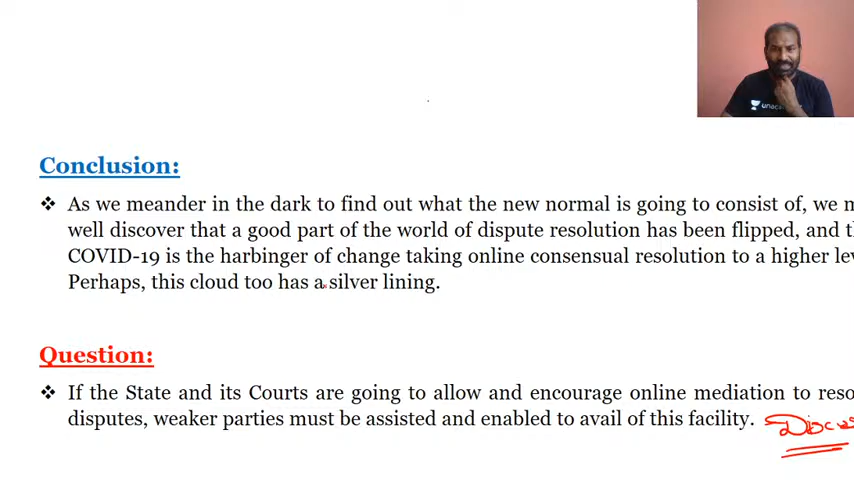 Conclusion:
❖ As we meander in the dark to find out what the new normal is going to consist of, we
well discover that a good part of the world of dispute resolution has been flipped, and
COVID-19 is the harbinger of change taking online consensual resolution to a higher
Perhaps, this cloud too has a silver lining.
Question:
❖ If the State and its Courts are going to allow and encourage online mediation to
disputes, weaker parties must be assisted and enabled to avail of this facility.